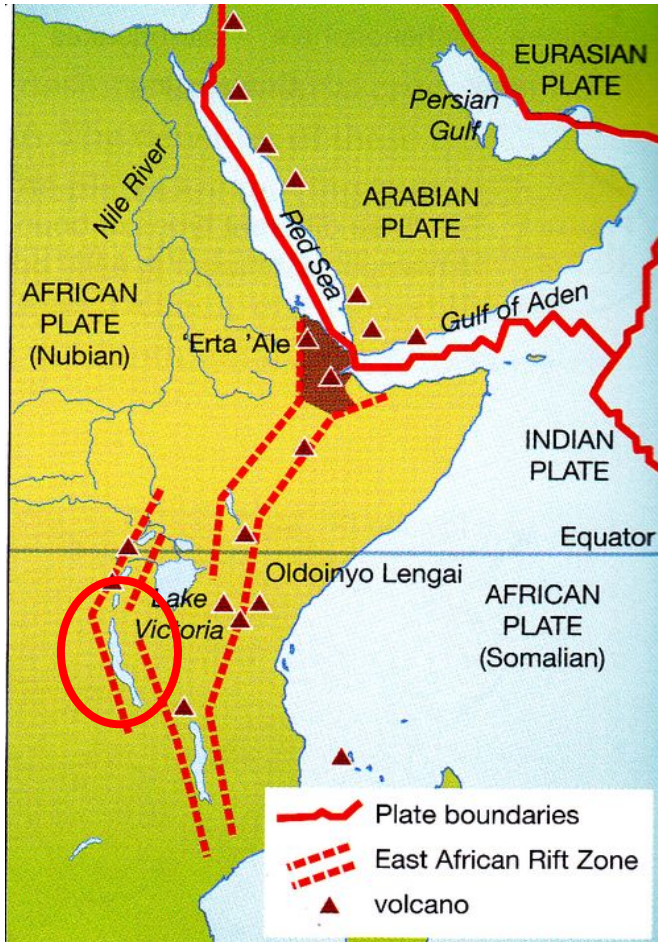 EURASIAN
PLATE
Persian
Gulf
Nile River
ARABIAN
PLATE
Red Sea
AFRICAN
PLATE
(Nubian)
Gulf of Aden
'Erta 'Ale
INDIAN
PLATE
Equator
Oldoinyo Lengai
Lake
Victoria
AFRICAN
PLATE
(Somalian)
Plate boundaries
East African Rift Zone
volcano